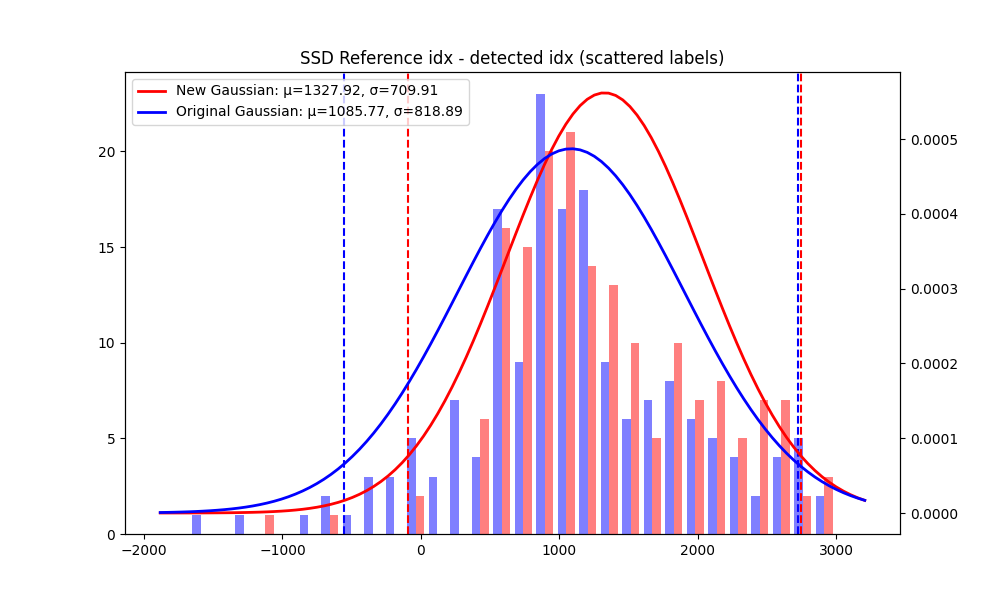 SSD Reference idx - detected idx (scattered labels)
New Gaussian: μ=1327.92, σ=709.91
Original Gaussian: μ=1085.77, σ=818.89
20
15
10
5
0
0.0005
0.0004
0.0003
0.0002
0.0001
0.0000
−2000 −1000 0 1000 2000 3000